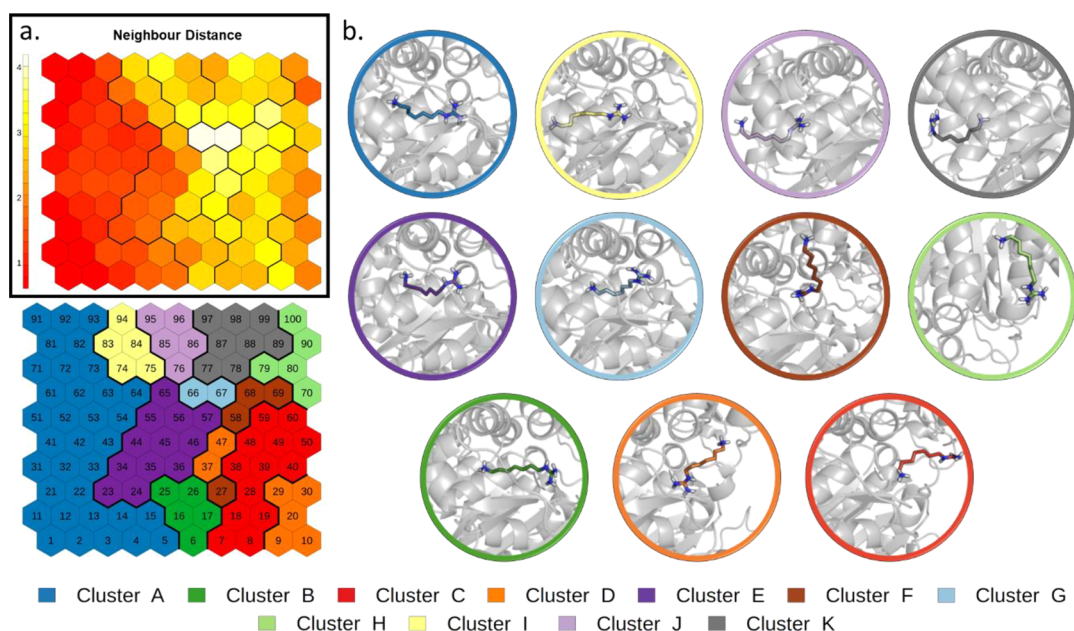 a.
Neighbour Distance
4
3
2
1
b.
91 92 93 94 95 96 97 98 99 100
81 82 83 84 85 86 87 88 89 90
71 72 73 74 75 76 77 78 79 80
61 62 63 64 65 66 67 68 69 70
51 52 53 54 55 56 57 58 59 60
41 42 43 44 45 46 47 48 49 50
31 32 33 34 35 36 37 38 39 40
21 22 23 24 25 26 27 28 29 30
11 12 13 14 15 16 17 18 19 20
1 2 3 4 5 6 7 8 9 10
Cluster A Cluster B Cluster C Cluster D Cluster E Cluster F Cluster G
Cluster H Cluster I Cluster J Cluster K